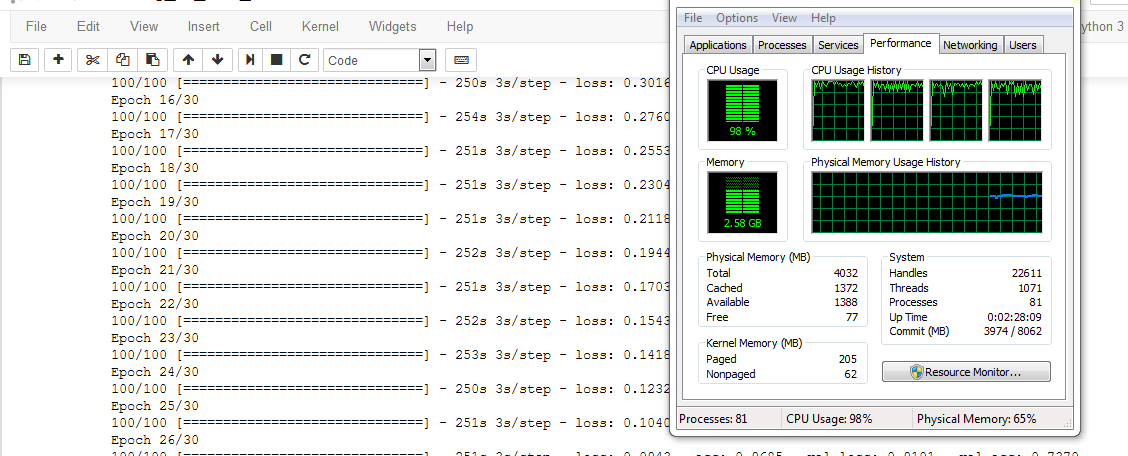 File Edit View Insert Cell Kernel Widgets Help
ython 3
Code
100/100 [==============================] - 250s 3s/step - loss: 0.3016
Epoch 16/30
100/100 [==============================] - 254s 3s/step - loss: 0.2760
Epoch 17/30
100/100 [==============================] - 251s 3s/step - loss: 0.2553
Epoch 18/30
100/100 [==============================] - 251s 3s/step - loss: 0.2304
Epoch 19/30
100/100 [==============================] - 251s 3s/step - loss: 0.2118
Epoch 20/30
100/100 [==============================] - 252s 3s/step - loss: 0.1944
Epoch 21/30
100/100 [==============================] - 251s 3s/step - loss: 0.1703
Epoch 22/30
100/100 [==============================] - 252s 3s/step - loss: 0.1543
Epoch 23/30
100/100 [==============================] - 253s 3s/step - loss: 0.1418
Epoch 24/30
100/100 [==============================] - 250s 3s/step - loss: 0.1232
Epoch 25/30
100/100 [==============================] - 251s 3s/step - loss: 0.1040
Epoch 26/30
File Options View Help
Applications Processes Services Performance Networking Users
CPU Usage
98 %
CPU Usage History
Memory
2.58 GB
Physical Memory Usage History
Physical Memory (MB)
Total 4032
Cached 1372
Available 1388
Free 77
Kernel Memory (MB)
Paged 205
Nonpaged 62
System
Handles 22611
Threads 1071
Processes 81
Up Time 0:02:28:09
Commit (MB) 3974 / 8062
Resource Monitor...
Processes: 81 CPU Usage: 98% Physical Memory: 65%